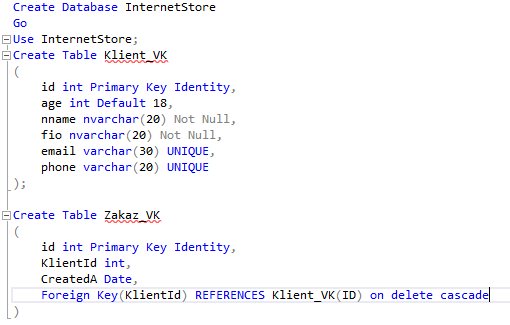 Create Database InternetStore
Go
Use InternetStore;
Create Table Klient_VK
(
id int Primary Key Identity,
age int Default 18,
nname nvarchar(20) Not Null,
fio nvarchar(20) Not Null,
email varchar(30) UNIQUE,
phone varchar(20) UNIQUE
);
Create Table Zakaz_VK
(
id int Primary Key Identity,
KlientId int,
CreatedA Date,
Foreign Key(KlientId) REFERENCES Klient_VK(ID) on delete cascade
)